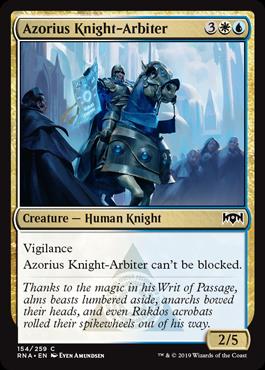 Azorius Knight-Arbiter 3
Creature — Human Knight
Vigilance
Azorius Knight-Arbiter can't be blocked.
Thanks to the magic in his Writ of Passage,
alms beasts lumbered aside, anarchs bowed
their heads, and even Rakdos acrobats
rolled their spikewheels out of his way.
2/5
154/259 C
RNA • EN Even Amundsen
™ & © 2019 Wizards of the Coast